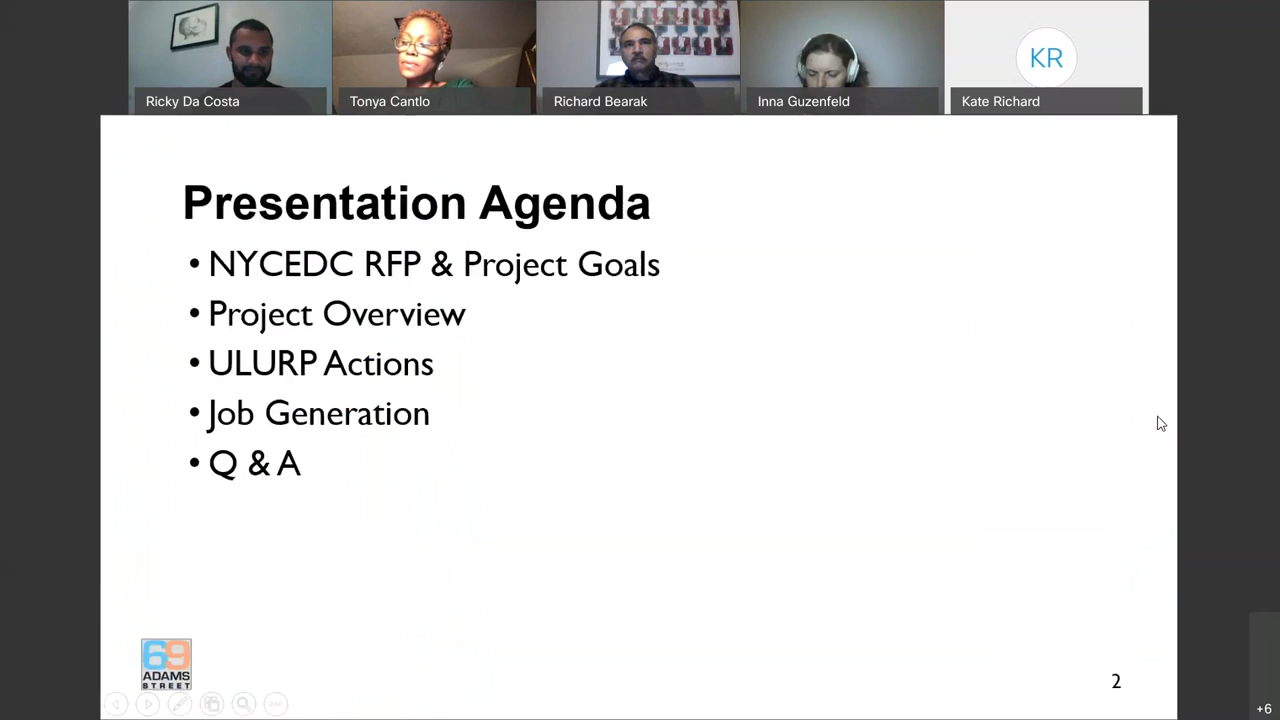 KR
Ricky Da Costa
Tonya Cantlo
Richard Bearak
Inna Guzenfeld
Kate Richard
Presentation Agenda
• NYCEDC RFP & Project Goals
• Project Overview
• ULURP Actions
• Job Generation
• Q & A
69
ADAMS
STREET
2
+6